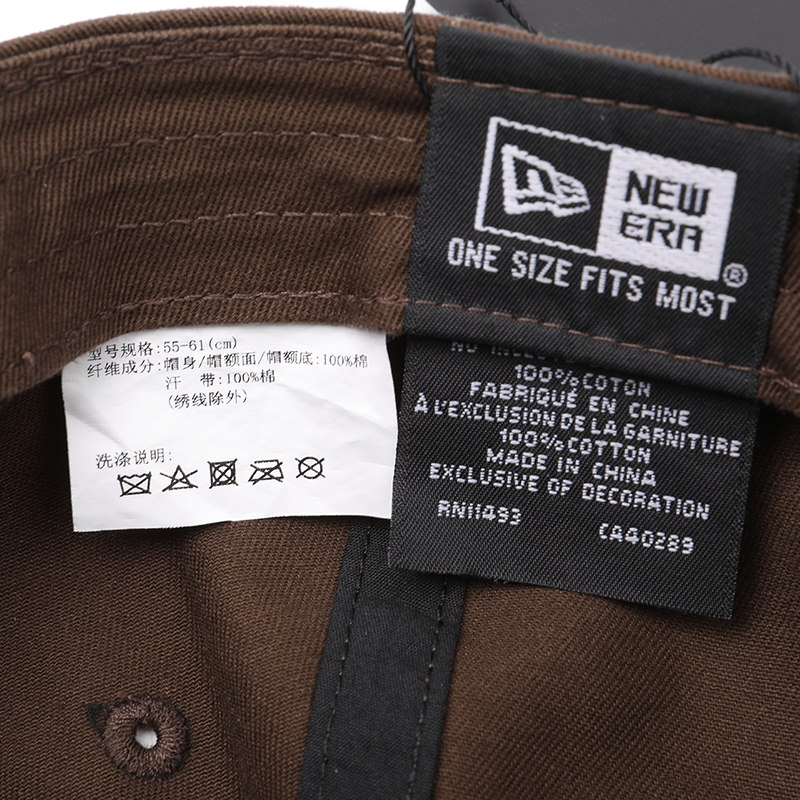 NEW
ERA
®
ONE SIZE FITS MOST
型号规格:55-61(cm)
纤维成分:帽身/帽额面/帽额底:100%棉
汗 带:100%棉
(绣线除外)
洗涤说明:
100% COTON
FABRIQUÉ EN CHINE
À L'EXCLUSION DE LA GARNITURE
100% COTTON
MADE IN CHINA
EXCLUSIVE OF DECORATION
RN11493 CA40289